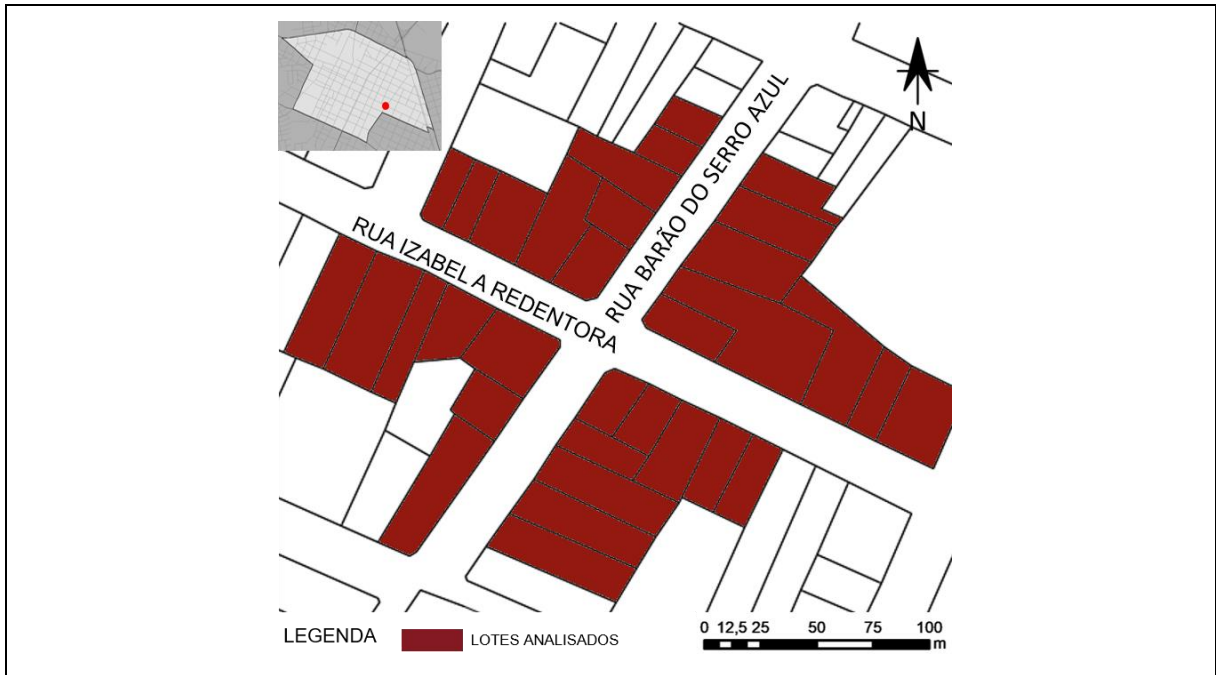 N
RUA BARÃO DO SERRO AZUL
RUA IZABEL A REDENTORA
LEGENDA
LOTES ANALISADOS
0 12,5 25 50 75 100
m